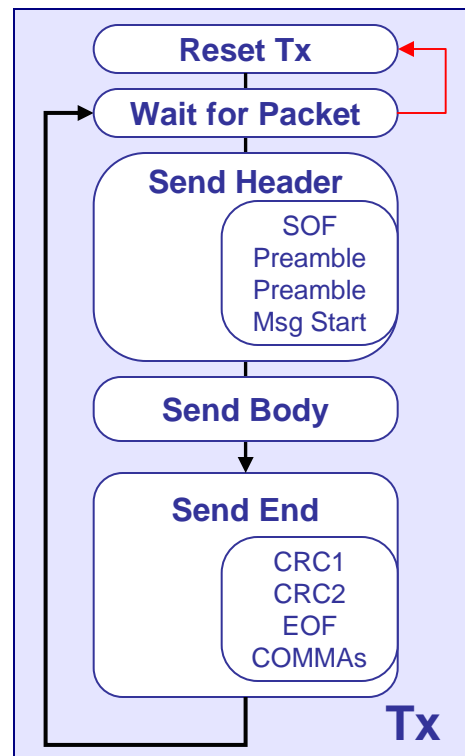 Reset Tx
Wait for Packet
Send Header
SOF
Preamble
Preamble
Msg Start
Send Body
Send End
CRC1
CRC2
EOF
COMMAs
Tx